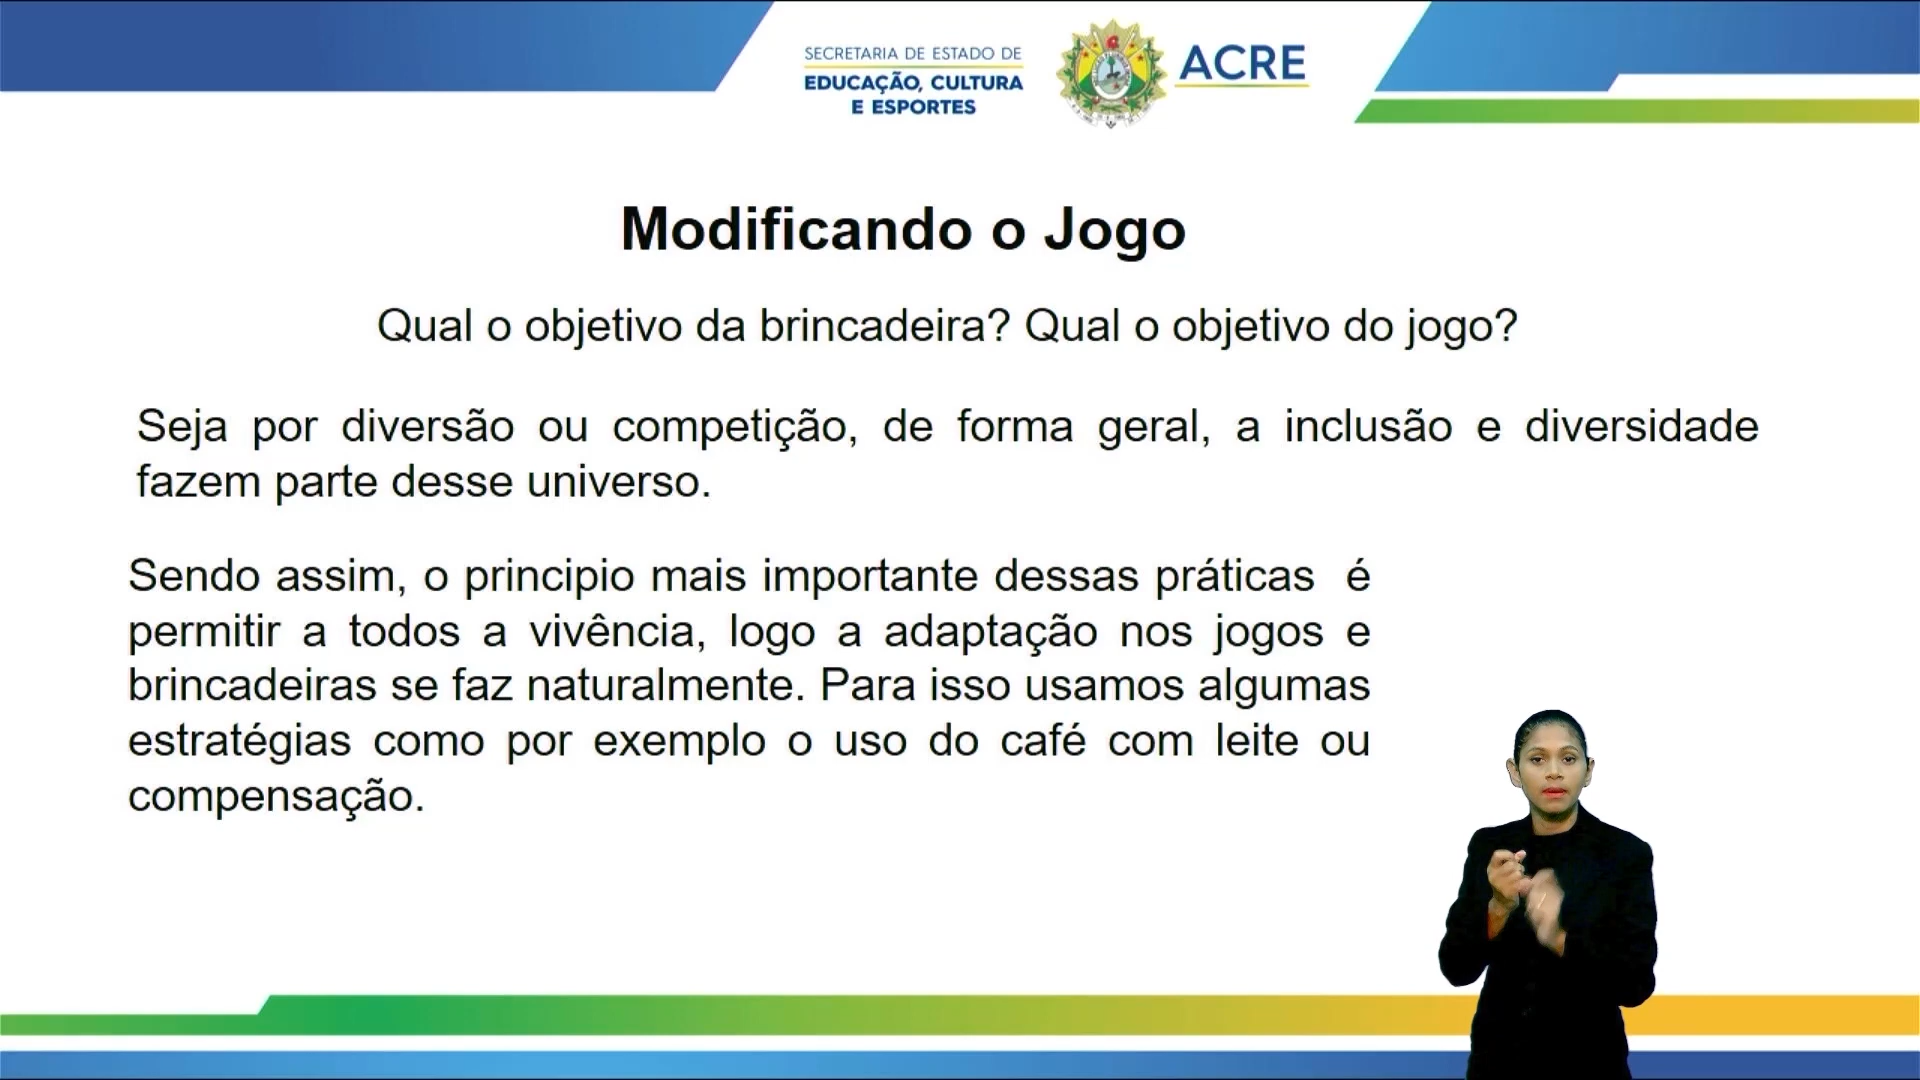 SECRETARIA DE ESTADO DE
EDUCAÇÃO, CULTURA
E ESPORTES
ACRE
Modificando o Jogo
Qual o objetivo da brincadeira? Qual o objetivo do jogo?
Seja por diversão ou competição, de forma geral, a inclusão e diversidade
fazem parte desse universo.
Sendo assim, o principio mais importante dessas práticas é
permitir a todos a vivência, logo a adaptação nos jogos e
brincadeiras se faz naturalmente. Para isso usamos algumas
estratégias como por exemplo o uso do café com leite ou
compensação.